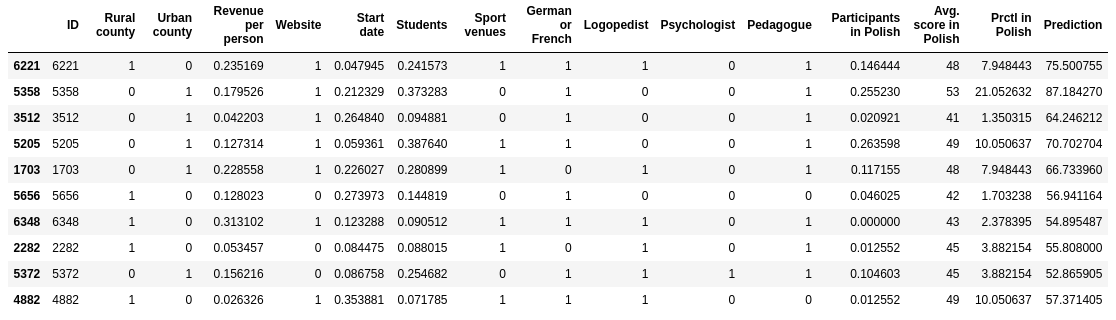 ID Rural county Urban county Revenue per person Website Start date Students Sport venues German or French Logopedist Psychologist Pedagogue Participants in Polish Avg. score in Polish Prctl in Polish Prediction
6221 6221 1 0 0.235169 1 0.047945 0.241573 1 1 1 0 1 0.146444 48 7.948443 75.500755
5358 5358 0 1 0.179526 1 0.212329 0.373283 0 1 0 0 1 0.255230 53 21.052632 87.184270
3512 3512 0 1 0.042203 1 0.264840 0.094881 0 1 0 0 1 0.020921 41 1.350315 64.246212
5205 5205 0 1 0.127314 1 0.059361 0.387640 1 1 0 0 1 0.263598 49 10.050637 70.702704
1703 1703 0 1 0.228558 1 0.226027 0.280899 1 0 1 0 1 0.117155 48 7.948443 66.733960
5656 5656 1 0 0.128023 0 0.273973 0.144819 0 1 0 0 0 0.046025 42 1.703238 56.941164
6348 6348 1 0 0.313102 1 0.123288 0.090512 1 1 1 0 1 0.000000 43 2.378395 54.895487
2282 2282 1 0 0.053457 0 0.084475 0.088015 1 0 1 0 1 0.012552 45 3.882154 55.808000
5372 5372 0 1 0.156216 0 0.086758 0.254682 0 1 1 1 1 0.104603 45 3.882154 52.865905
4882 4882 1 0 0.026326 1 0.353881 0.071785 1 1 1 0 0 0.012552 49 10.050637 57.371405